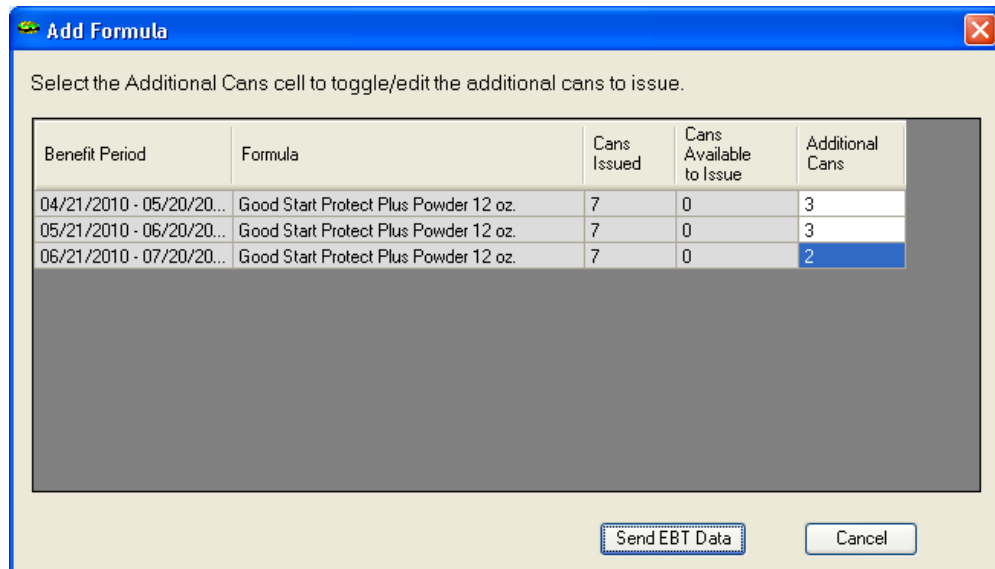 Add Formula
Select the Additional Cans cell to toggle/edit the additional cans to issue.
Benefit Period Formula Cans Issued Cans Available to Issue Additional Cans
04/21/2010 - 05/20/20... Good Start Protect Plus Powder 12 oz. 7 0 3
05/21/2010 - 06/20/20... Good Start Protect Plus Powder 12 oz. 7 0 3
06/21/2010 - 07/20/20... Good Start Protect Plus Powder 12 oz. 7 0 2
Send EBT Data Cancel